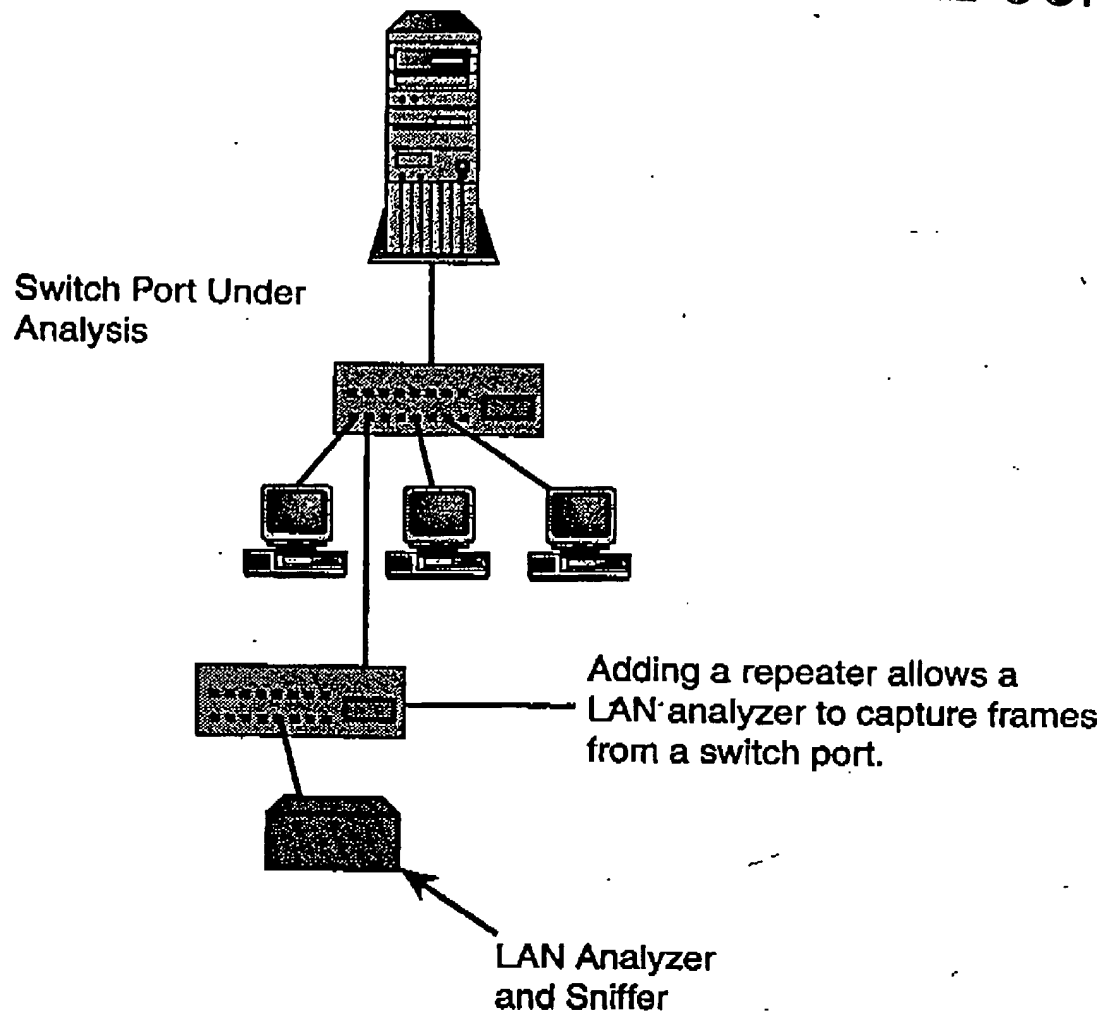 Switch Port Under
Analysis
Adding a repeater allows a
LAN analyzer to capture frames
from a switch port.
LAN Analyzer
and Sniffer